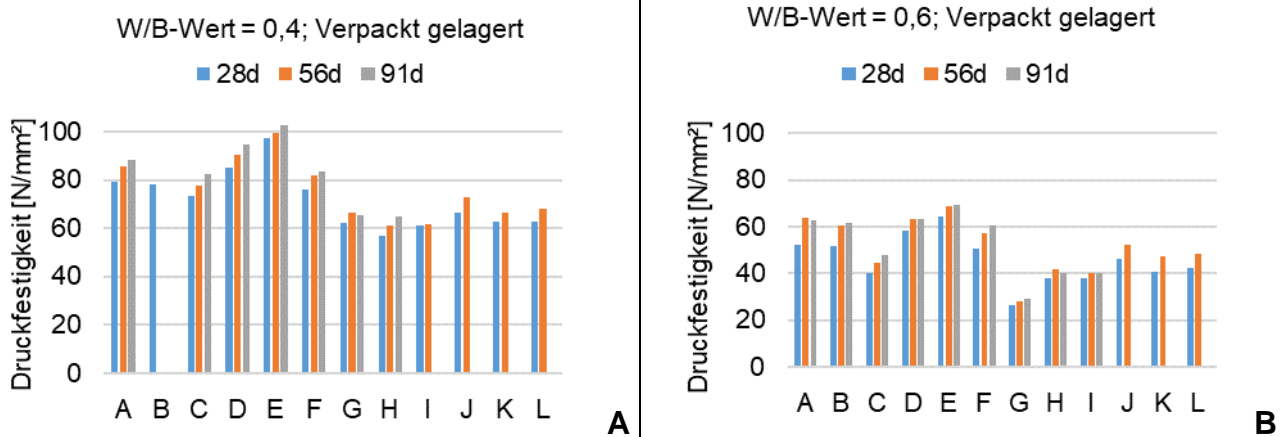 W/B-Wert = 0,4; Verpackt gelagert
28d 56d 91d
Druckfestigkeit [N/mm²]
100
80
60
40
20
0
A B C D E F G H I J K L
A
W/B-Wert = 0,6; Verpackt gelagert
28d 56d 91d
Druckfestigkeit [N/mm²]
100
80
60
40
20
0
A B C D E F G H I J K L
B